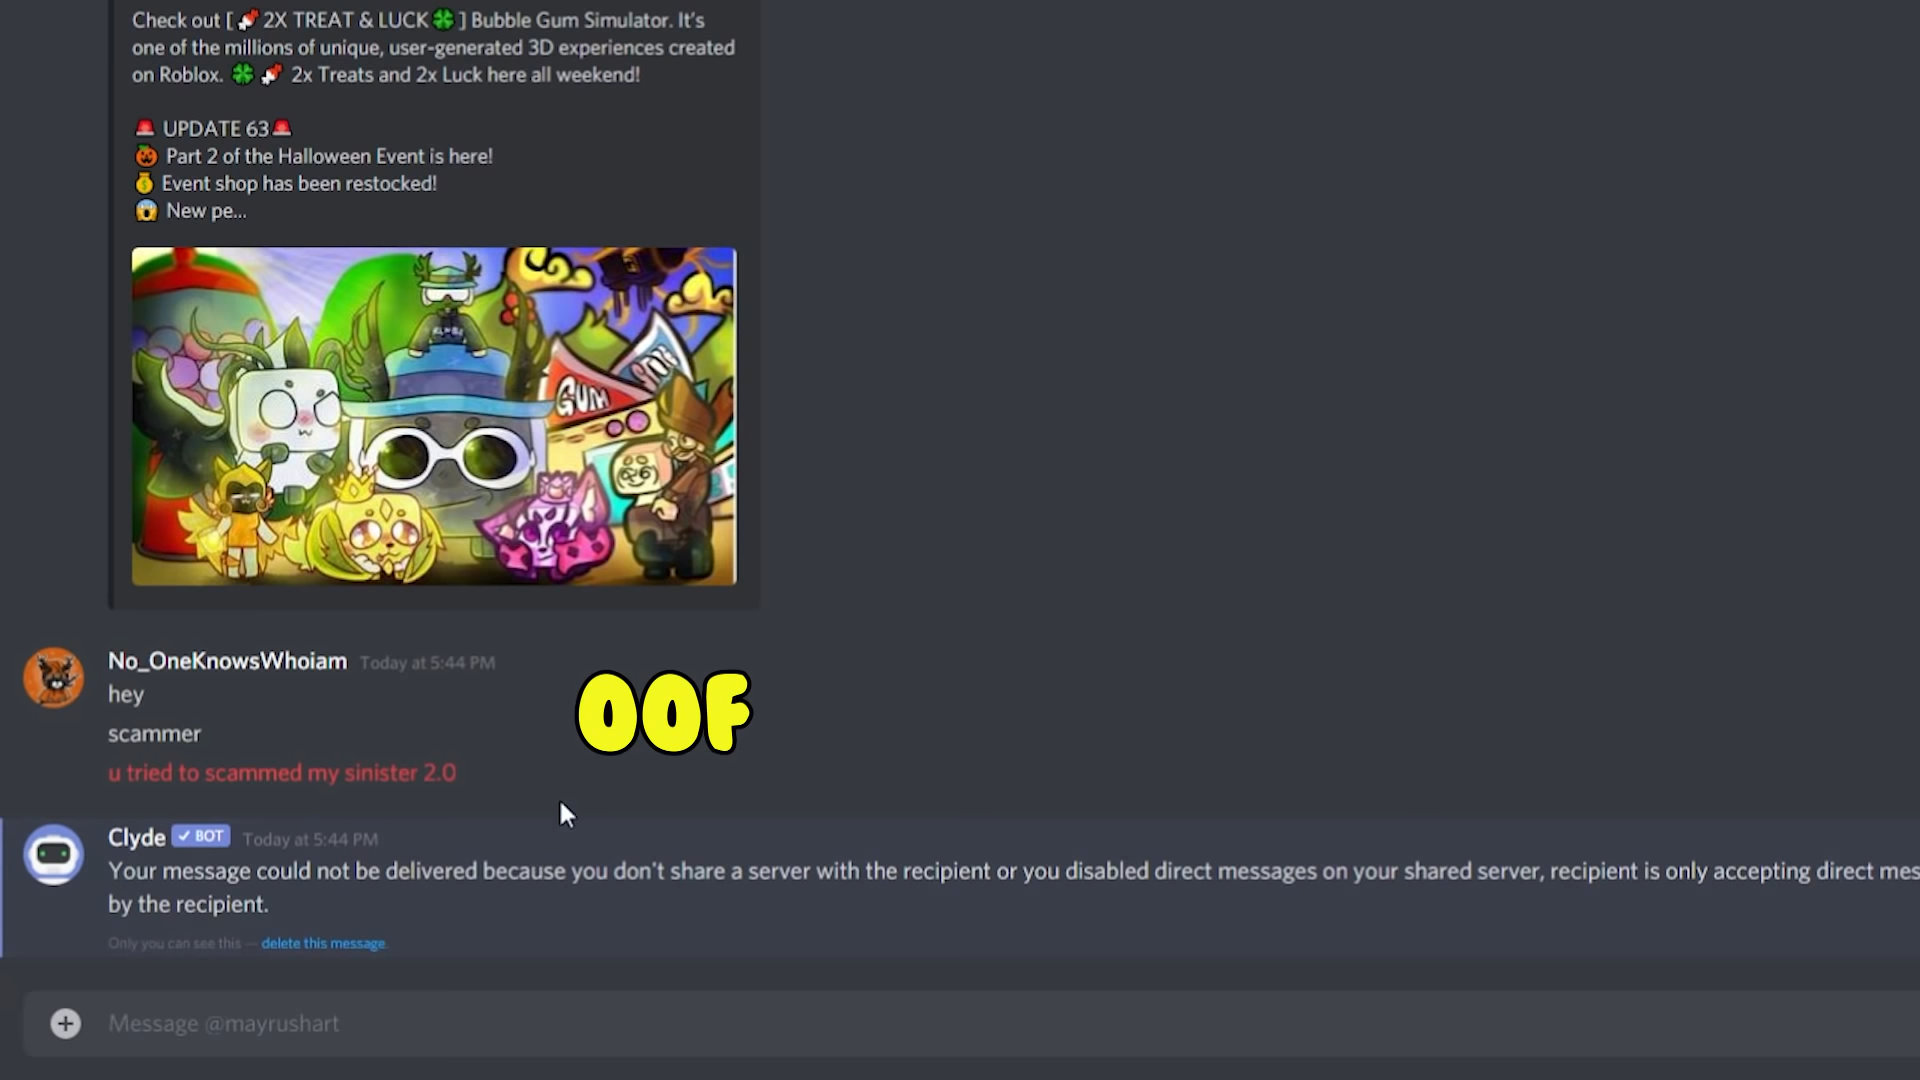 Check out [ 🍬 2X TREAT & LUCK🍀 ] Bubble Gum Simulator. It's
one of the millions of unique, user-generated 3D experiences created
on Roblox. 🍀 🍬 2x Treats and 2x Luck here all weekend!
🚨 UPDATE 63🚨
🎃 Part 2 of the Halloween Event is here!
💰 Event shop has been restocked!
😱 New pe...
GUM
No_OneKnowsWhoiam Today at 5:44 PM
hey
scammer
OOF
u tried to scammed my sinister 2.0
Clyde ✓ BOT Today at 5:44 PM
Your message could not be delivered because you don't share a server with the recipient or you disabled direct messages on your shared server, recipient is only accepting direct mes
by the recipient.
Only you can see this — delete this message.
Message @mayrushart